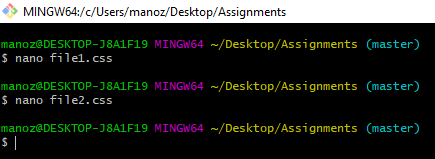 MINGW64:/c/Users/manoz/Desktop/Assignments
manoz@DESKTOP-J8A1F19 MINGW64 ~/Desktop/Assignments (master)
$ nano file1.css
manoz@DESKTOP-J8A1F19 MINGW64 ~/Desktop/Assignments (master)
$ nano file2.css
manoz@DESKTOP-J8A1F19 MINGW64 ~/Desktop/Assignments (master)
$